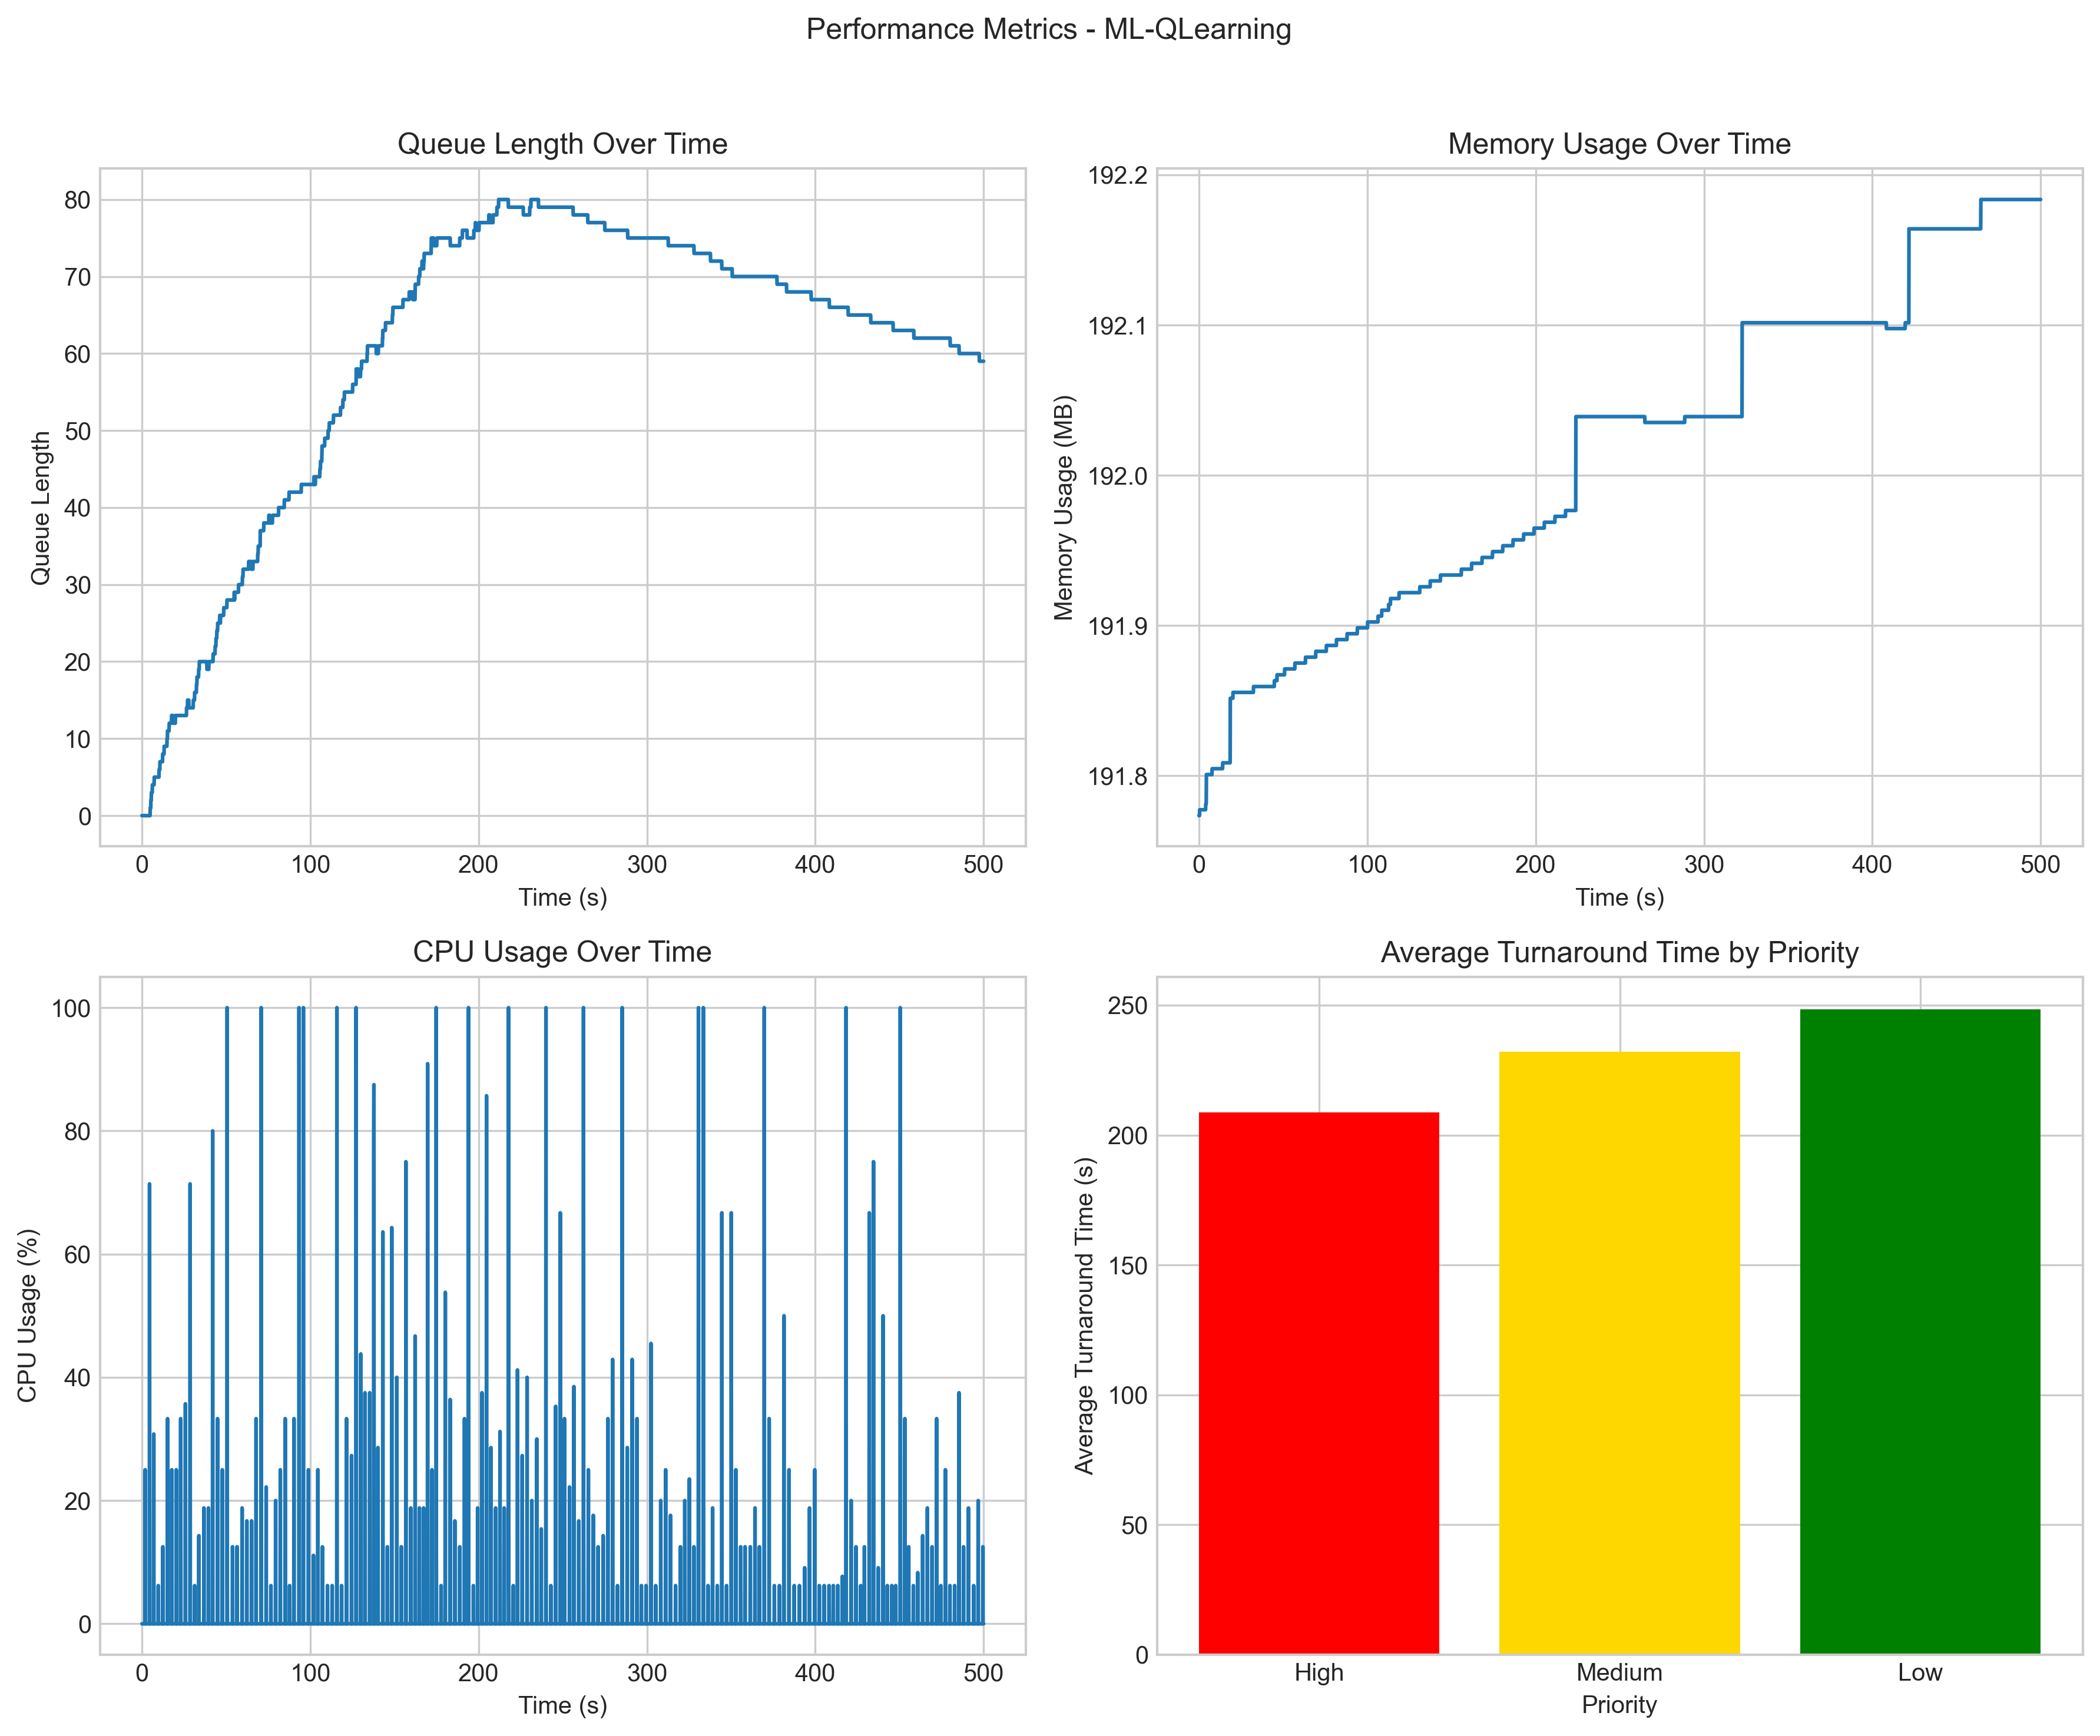 Performance Metrics - ML-QLearning
Queue Length Over Time
80
70
60
50
40
30
20
10
0
Queue Length
0 100 200 300 400 500
Time (s)
Memory Usage Over Time
192.2
192.1
192.0
191.9
191.8
Memory Usage (MB)
0 100 200 300 400 500
Time (s)
CPU Usage Over Time
100
80
60
40
20
0
CPU Usage (%)
0 100 200 300 400 500
Time (s)
Average Turnaround Time by Priority
250
200
150
100
50
0
Average Turnaround Time (s)
High Medium Low
Priority